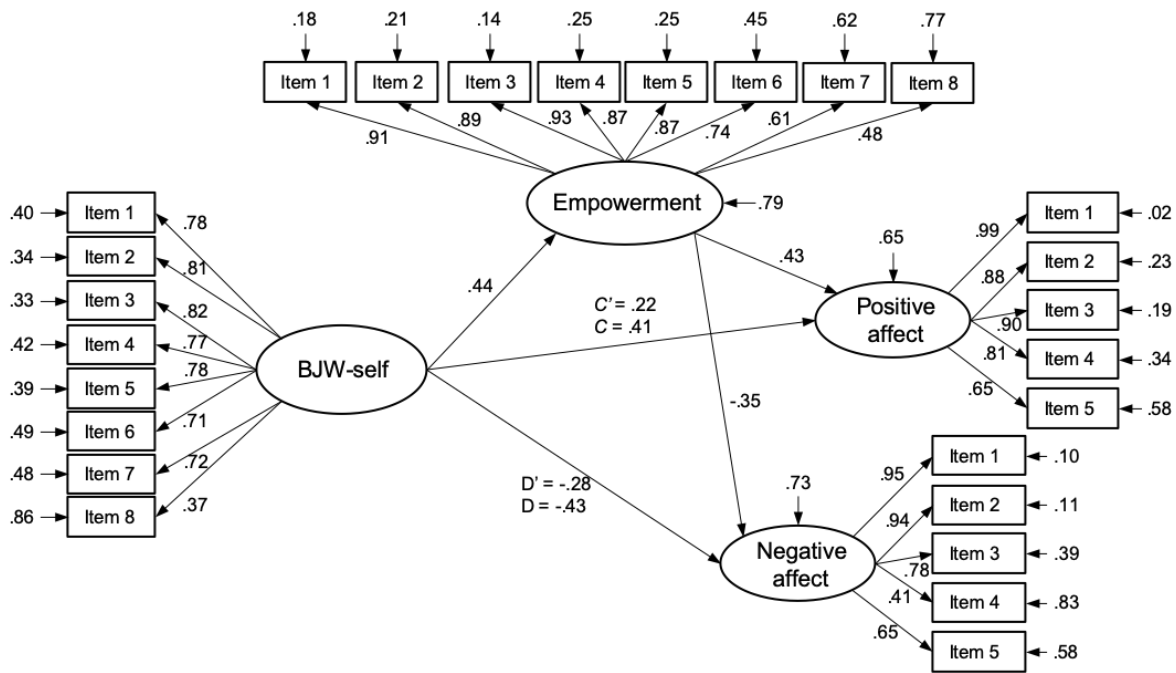 .18 .21 .14 .25 .25 .45 .62 .77
Item 1 Item 2 Item 3 Item 4 Item 5 Item 6 Item 7 Item 8
.91 .89 .93 .87 .87 .74 .61 .48
Empowerment .79
.40 Item 1 .78
.34 Item 2 .81
.33 Item 3 .82
.42 Item 4 .77
.39 Item 5 .78
.49 Item 6 .71
.48 Item 7 .72
.86 Item 8 .37
BJW-self
.44
C’ = .22
C = .41
.43
-.35
D’ = -.28
D = -.43
.65
Positive
affect
.99 Item 1 .02
.88 Item 2 .23
.90 Item 3 .19
.81 Item 4 .34
.65 Item 5 .58
.73
Negative
affect
.95 Item 1 .10
.94 Item 2 .11
.78 Item 3 .39
.41 Item 4 .83
.65 Item 5 .58